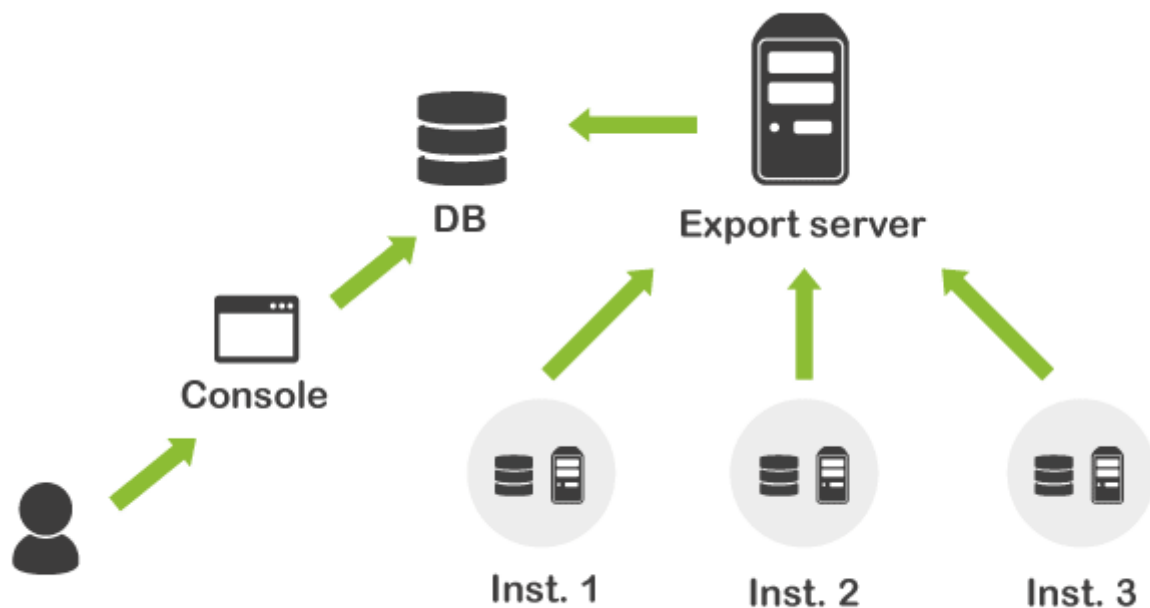 DB
Export server
Console
Inst. 1
Inst. 2
Inst. 3